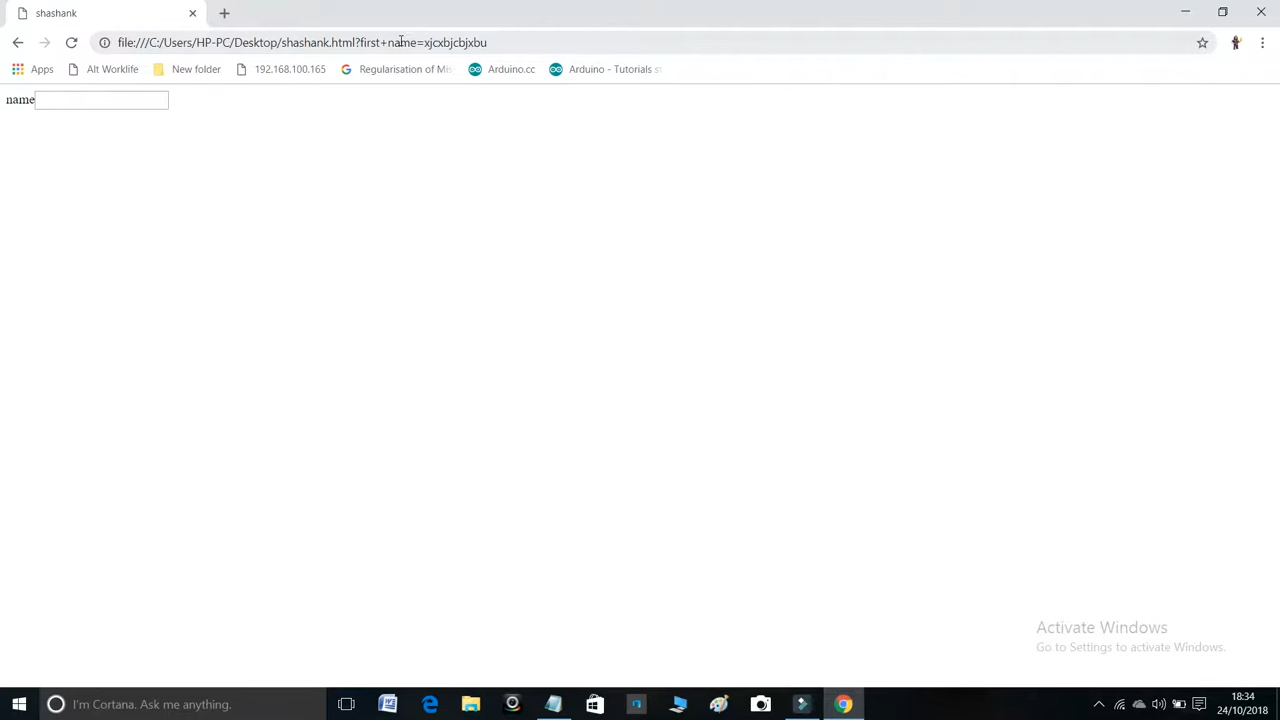 shashank
file:///C:/Users/HP-PC/Desktop/shashank.html?first+name=xjcxbjcbjxbu
Apps Alt Worklife New folder 192.168.100.165 Regularisation of Mis Arduino.cc Arduino - Tutorials st
name
Activate Windows
Go to Settings to activate Windows.
I'm Cortana. Ask me anything.
18:34
24/10/2018